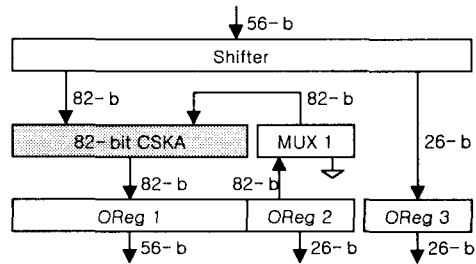 56-b
Shifter
82-b
82-b
26-b
82-bit CSKA
MUX 1
82-b
82-b
OReg 1
OReg 2
OReg 3
56-b
26-b
26-b